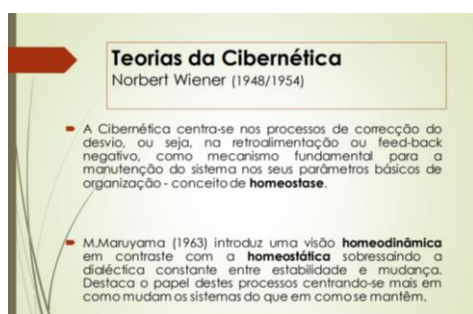 Teorias da Cibernética
Norbert Wiener (1948/1954)
A Cibernética centra-se nos processos de correcção do
desvio, ou seja, na retroalimentação ou feed-back
negativo, como mecanismo fundamental para a
manutenção do sistema nos seus parâmetros básicos de
organização - conceito de homeostase.
M.Maruyama (1963) introduz uma visão homeodinâmica
em contraste com a homeostática sobressaindo a
dialéctica constante entre estabilidade e mudança.
Destaca o papel destes processos centrando-se mais em
como mudam os sistemas do que em como se mantêm.